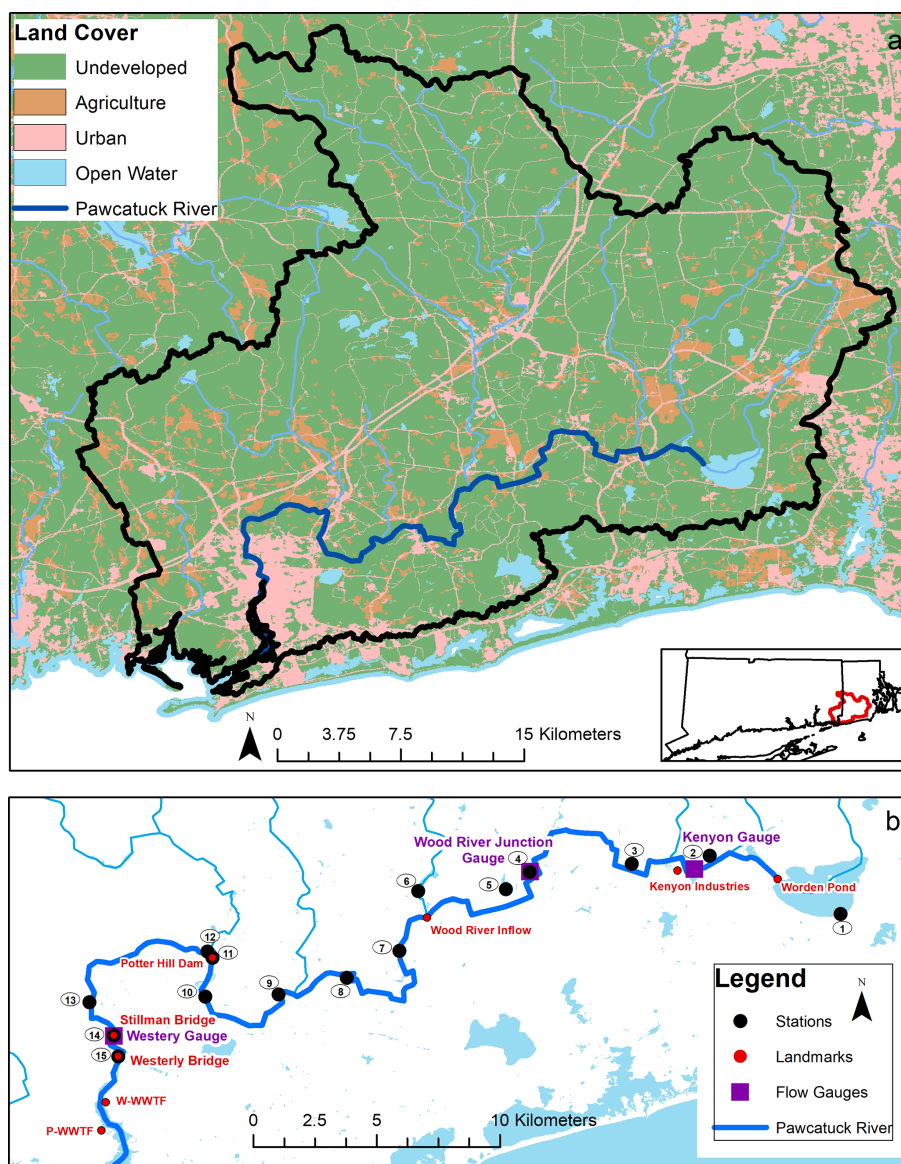 Land Cover
Undeveloped
Agriculture
Urban
Open Water
Pawcatuck River
a
N
0 3.75 7.5 15 Kilometers
b
Wood River Junction
Gauge
4
3
2
Kenyon Gauge
Kenyon Industries
Worden Pond
1
6
5
Wood River Inflow
7
8
9
10
12
11
Potter Hill Dam
13
Stillman Bridge
14
Westery Gauge
15
Westerly Bridge
W-WWTF
P-WWTF
0 2.5 5 10 Kilometers
Legend
N
Stations
Landmarks
Flow Gauges
Pawcatuck River